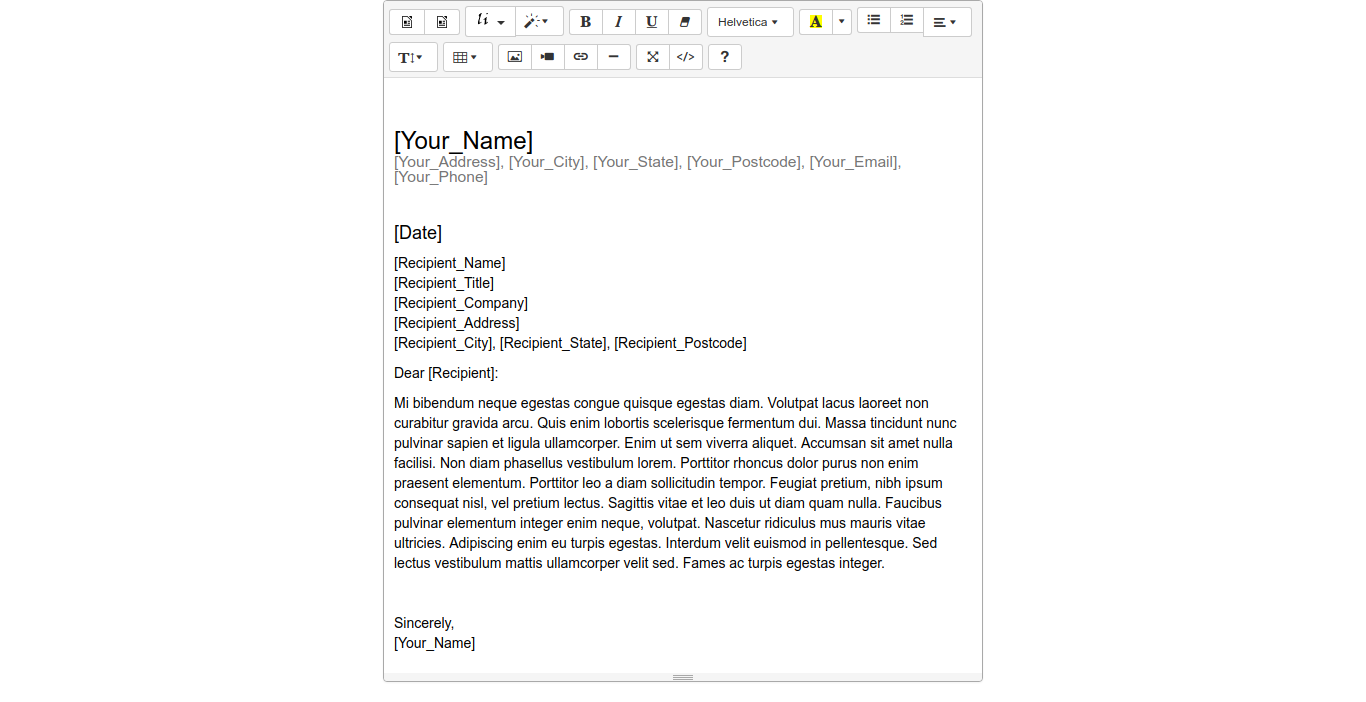 B I U Helvetica A
T </> ?
[Your_Name]
[Your_Address], [Your_City], [Your_State], [Your_Postcode], [Your_Email],
[Your_Phone]
[Date]
[Recipient_Name]
[Recipient_Title]
[Recipient_Company]
[Recipient_Address]
[Recipient_City], [Recipient_State], [Recipient_Postcode]
Dear [Recipient]:
Mi bibendum neque egestas congue quisque egestas diam. Volutpat lacus laoreet non
curabitur gravida arcu. Quis enim lobortis scelerisque fermentum dui. Massa tincidunt nunc
pulvinar sapien et ligula ullamcorper. Enim ut sem viverra aliquet. Accumsan sit amet nulla
facilisi. Non diam phasellus vestibulum lorem. Porttitor rhoncus dolor purus non enim
praesent elementum. Porttitor leo a diam sollicitudin tempor. Feugiat pretium, nibh ipsum
consequat nisl, vel pretium lectus. Sagittis vitae et leo duis ut diam quam nulla. Faucibus
pulvinar elementum integer enim neque, volutpat. Nascetur ridiculus mus mauris vitae
ultricies. Adipiscing enim eu turpis egestas. Interdum velit euismod in pellentesque. Sed
lectus vestibulum mattis ullamcorper velit sed. Fames ac turpis egestas integer.
Sincerely,
[Your_Name]